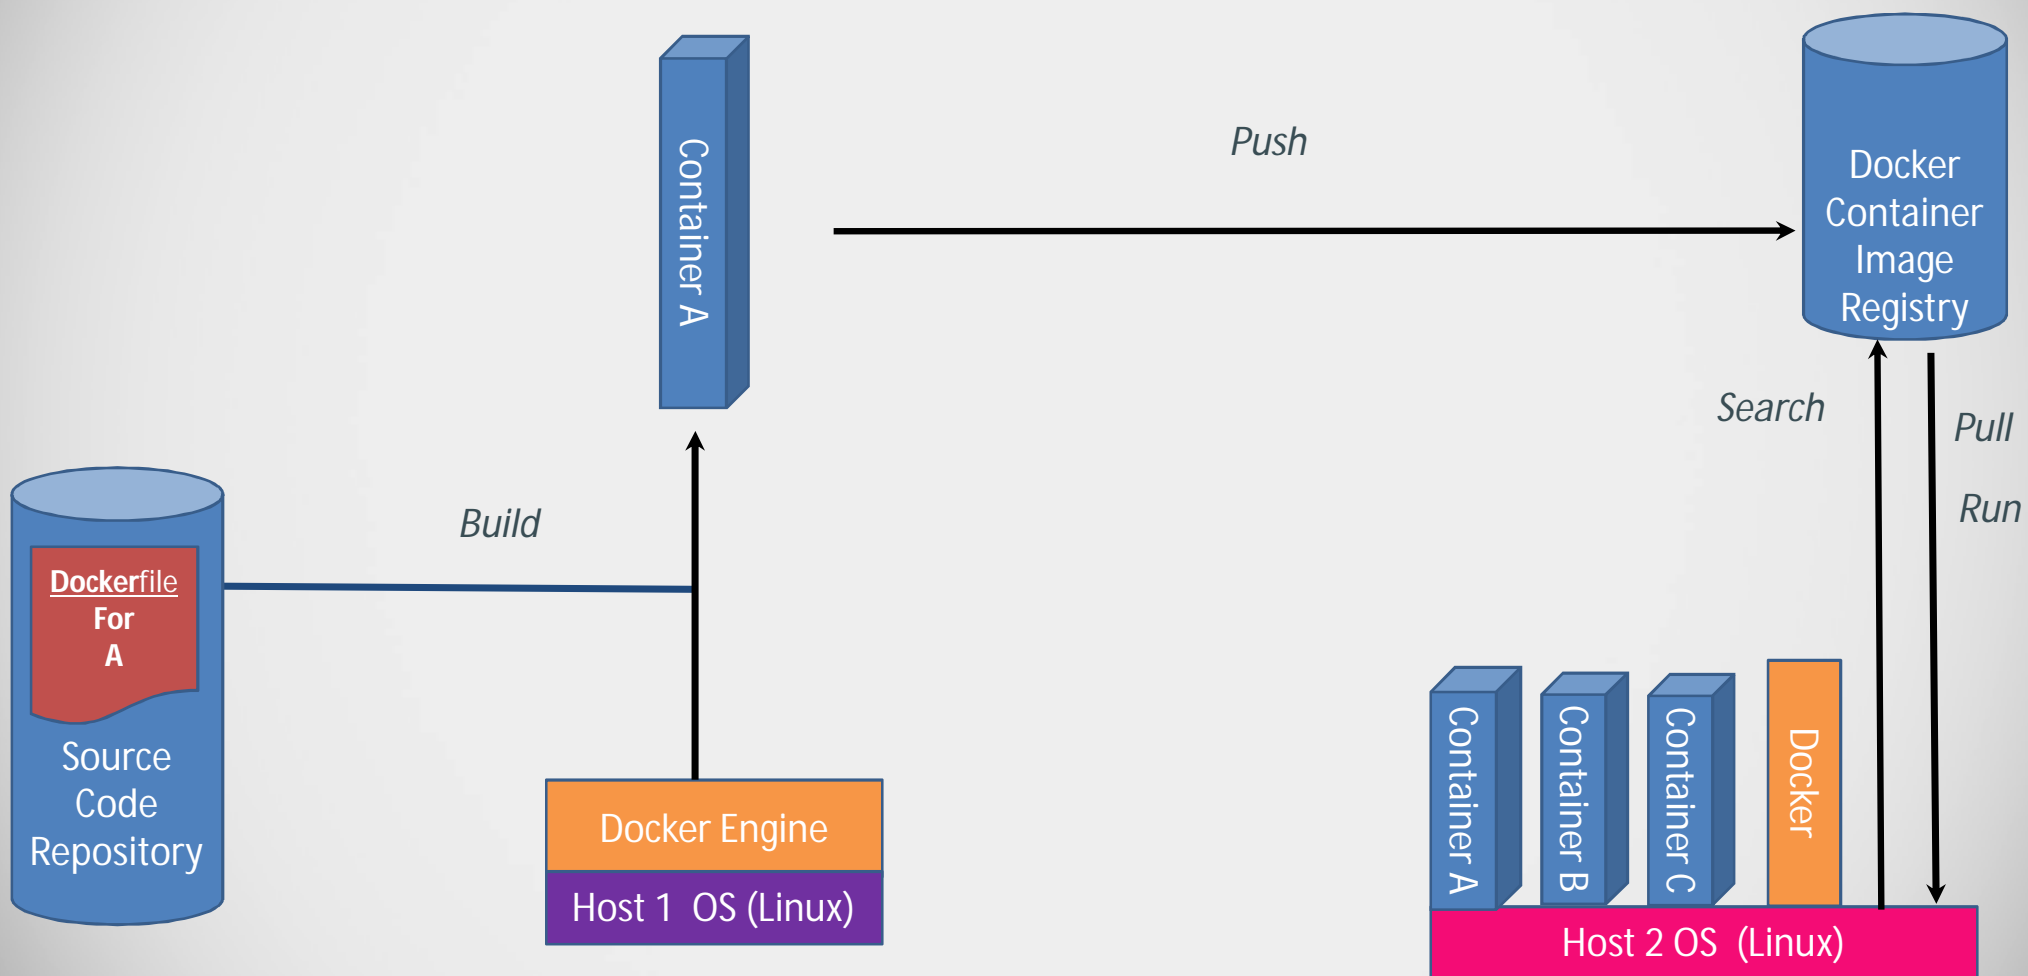 Container A
Push
Docker
Container
Image
Registry
Search
Pull
Run
Build
Dockerfile
For
A
Source
Code
Repository
Docker Engine
Host 1 OS (Linux)
Container A
Container B
Container C
Docker
Host 2 OS (Linux)